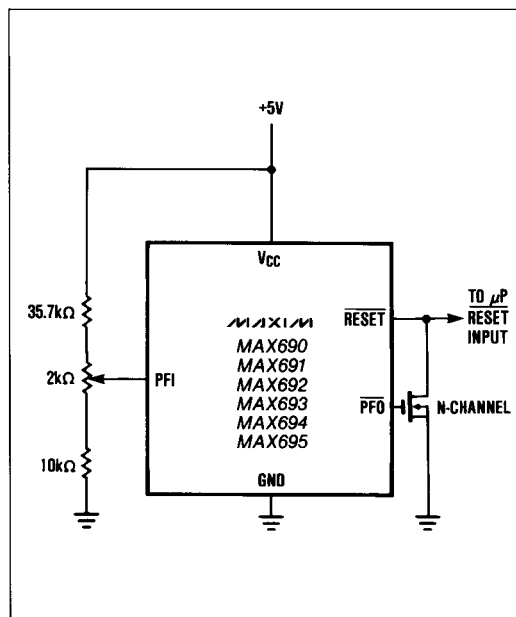 +5V
VCC
35.7kΩ
2kΩ
10kΩ
PFI
MAXIM
MAX690
MAX691
MAX692
MAX693
MAX694
MAX695
GND
RESET
PFO
TO µP
RESET
INPUT
N-CHANNEL